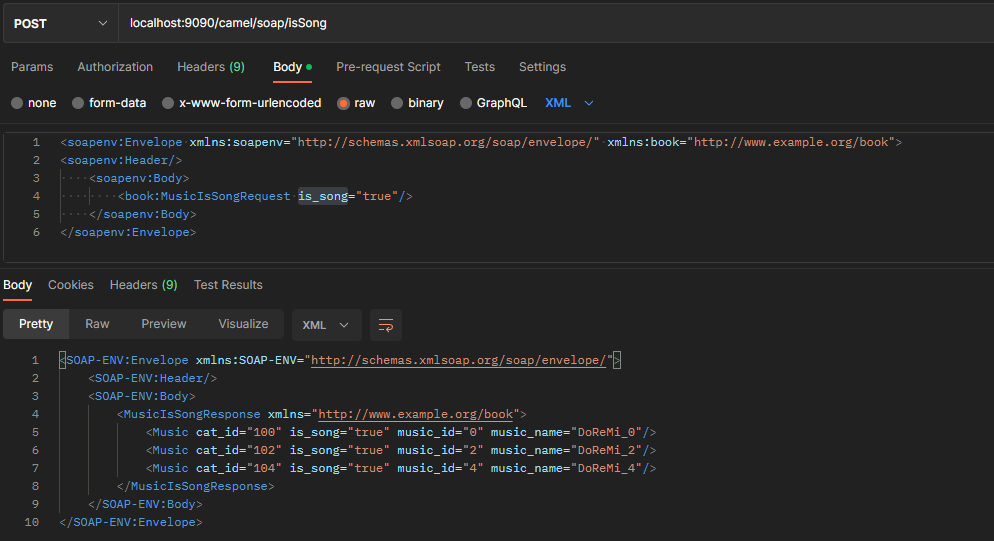 POST localhost:9090/camel/soap/isSong
Params Authorization Headers (9) Body Pre-request Script Tests Settings
none form-data x-www-form-urlencoded raw binary GraphQL XML
1 <soapenv:Envelope xmlns:soapenv="http://schemas.xmlsoap.org/soap/envelope/" xmlns:book="http://www.example.org/book">
2 <soapenv:Header/>
3 ····<soapenv:Body>
4 ········<book:MusicIsSongRequest is_song="true"/>
5 ····</soapenv:Body>
6 </soapenv:Envelope>
Body Cookies Headers (9) Test Results
Pretty Raw Preview Visualize XML
1 <SOAP-ENV:Envelope xmlns:SOAP-ENV="http://schemas.xmlsoap.org/soap/envelope/">
2 <SOAP-ENV:Header/>
3 <SOAP-ENV:Body>
4 <MusicIsSongResponse xmlns="http://www.example.org/book">
5 <Music cat_id="100" is_song="true" music_id="0" music_name="DoReMi_0"/>
6 <Music cat_id="102" is_song="true" music_id="2" music_name="DoReMi_2"/>
7 <Music cat_id="104" is_song="true" music_id="4" music_name="DoReMi_4"/>
8 </MusicIsSongResponse>
9 </SOAP-ENV:Body>
10 </SOAP-ENV:Envelope>